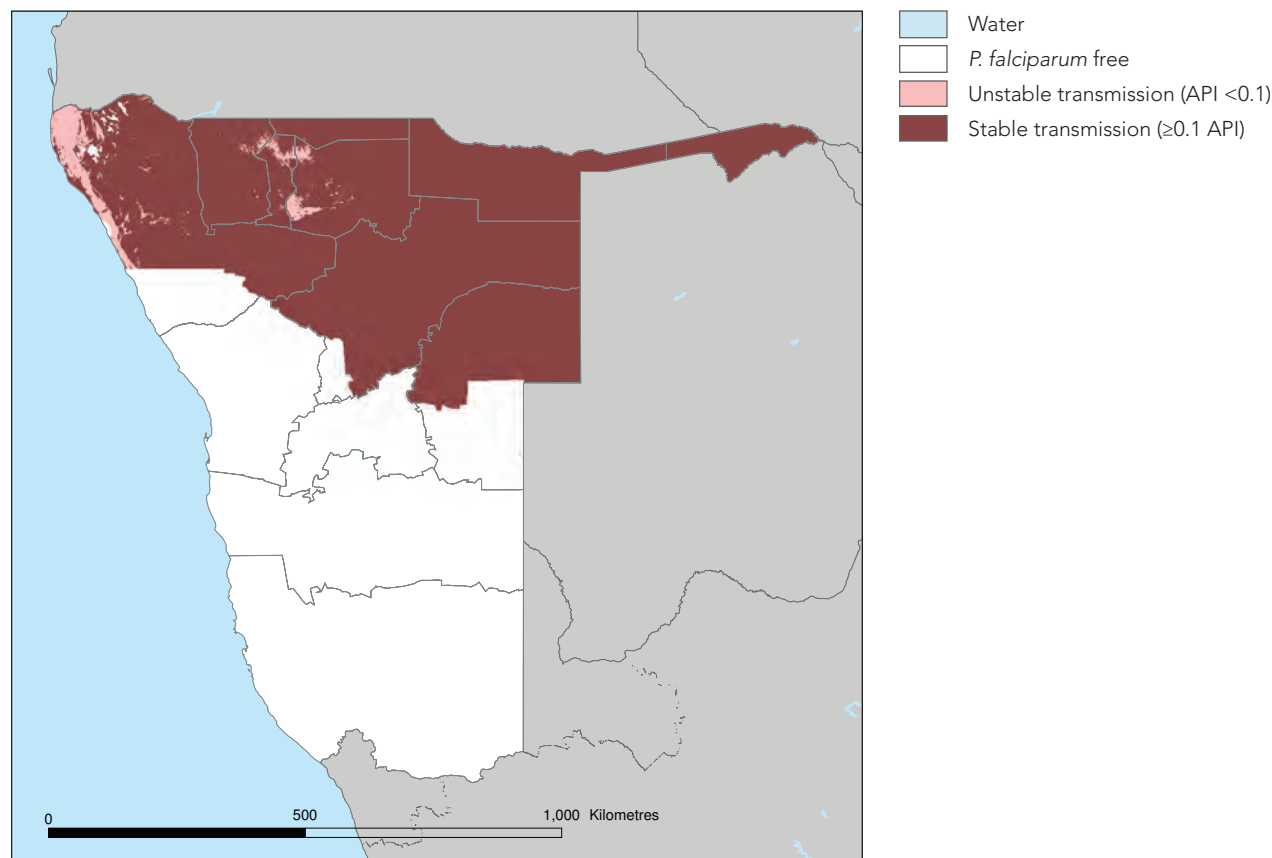 Water
P. falciparum free
Unstable transmission (API <0.1)
Stable transmission (≥0.1 API)
0 500 1,000 Kilometres